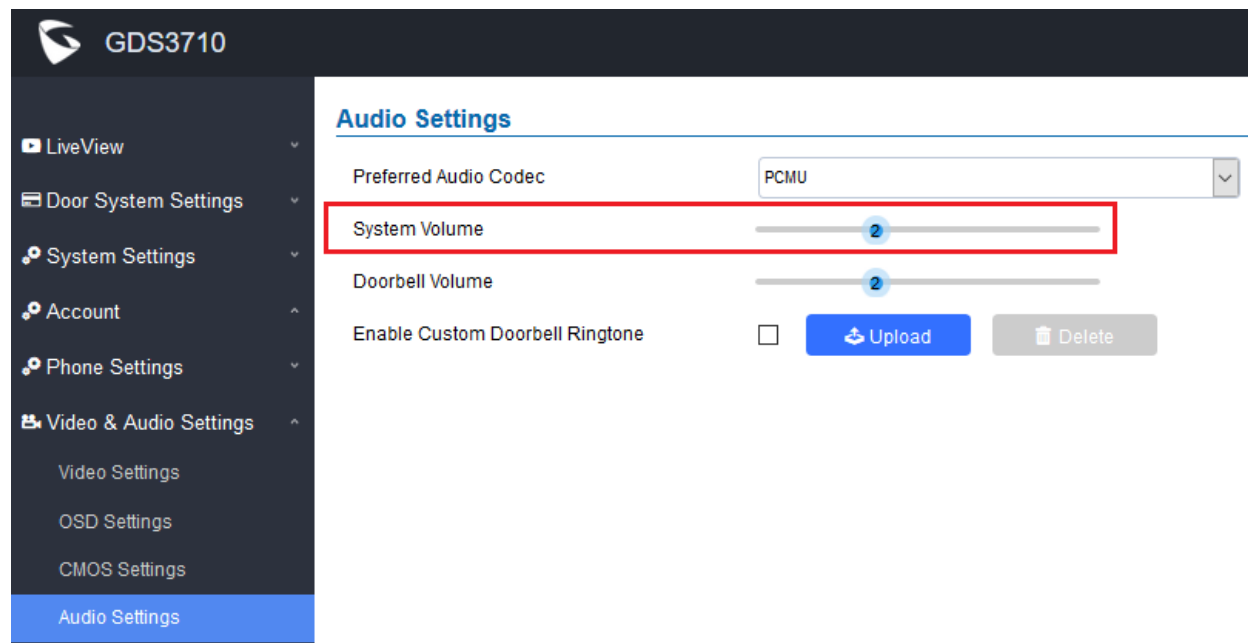 GDS3710
LiveView
Door System Settings
System Settings
Account
Phone Settings
Video & Audio Settings
Video Settings
OSD Settings
CMOS Settings
Audio Settings
Audio Settings
Preferred Audio Codec
PCMU
System Volume
2
Doorbell Volume
2
Enable Custom Doorbell Ringtone
Upload
Delete